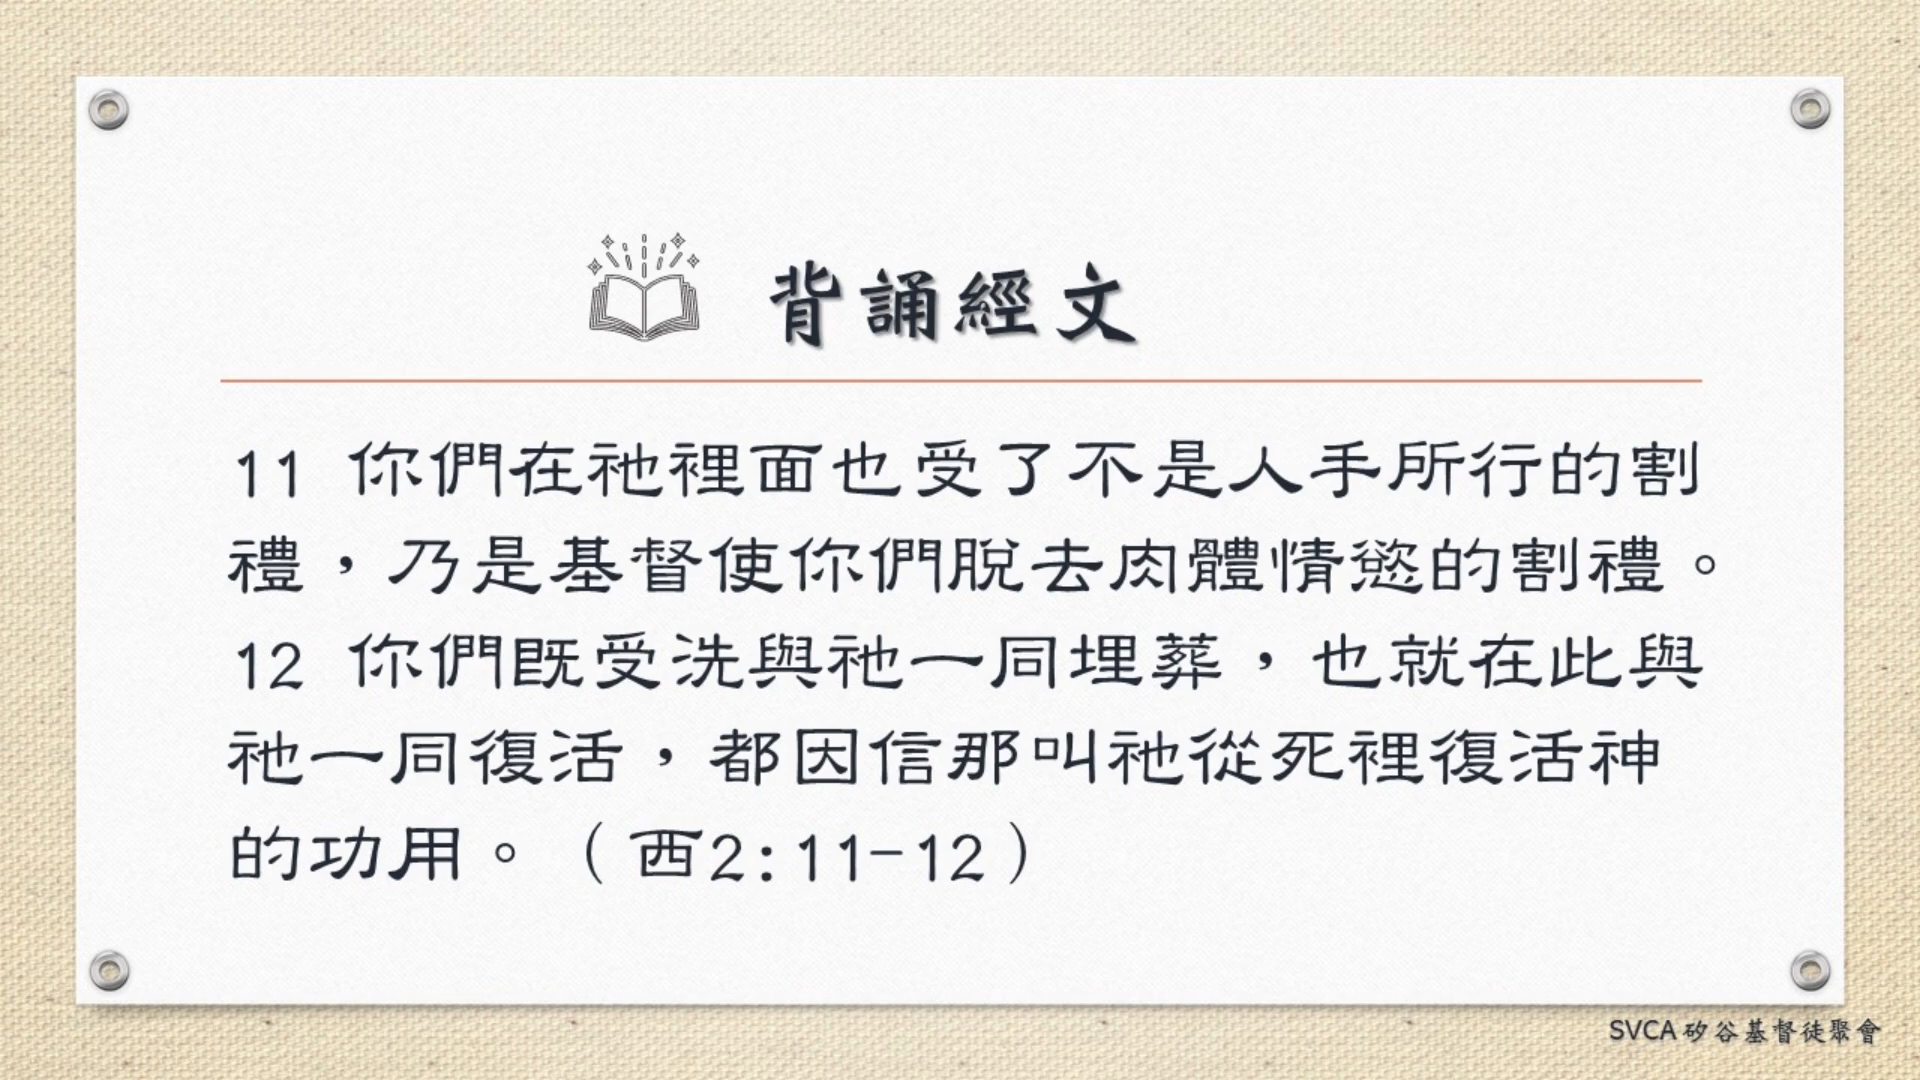 背誦經文
11 你們在祂裡面也受了不是人手所行的割
禮，乃是基督使你們脫去肉體情慾的割禮。
12 你們既受洗與祂一同埋葬，也就在此與
祂一同復活，都因信那叫祂從死裡復活神
的功用。（西2:11-12）
SVCA矽谷基督徒聚會